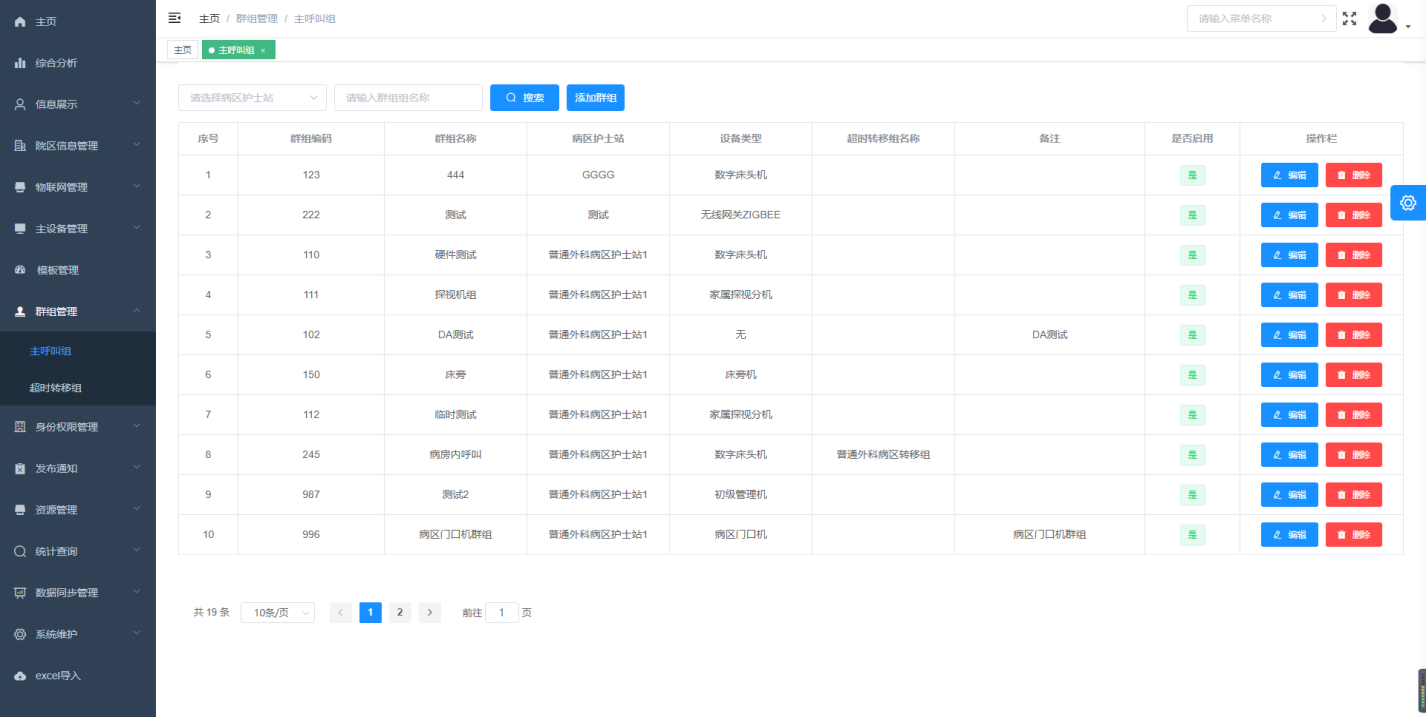 主页
综合分析
信息展示
院区信息管理
物联网管理
主设备管理
模板管理
群组管理
主呼叫组
超时转移组
身份权限管理
发布通知
资源管理
统计查询
数据同步管理
系统维护
excel导入
主页 / 群组管理 / 主呼叫组
请输入菜单名称
主页 主呼叫组 ×
请选择病区护士站 请输入群组组名称 搜索 添加群组
序号 群组编码 群组名称 病区护士站 设备类型 超时转移组名称 备注 是否启用 操作栏
1 123 444 GGGG 数字床头机 是 编辑 删除
2 222 测试 测试 无线网关ZIGBEE 是 编辑 删除
3 110 硬件测试 普通外科病区护士站1 数字床头机 是 编辑 删除
4 111 探视机组 普通外科病区护士站1 家属探视分机 是 编辑 删除
5 102 DA测试 普通外科病区护士站1 无 DA测试 是 编辑 删除
6 150 床旁 普通外科病区护士站1 床旁机 是 编辑 删除
7 112 临时测试 普通外科病区护士站1 家属探视分机 是 编辑 删除
8 245 病房内呼叫 普通外科病区护士站1 数字床头机 普通外科病区转移组 是 编辑 删除
9 987 测试2 普通外科病区护士站1 初级管理机 是 编辑 删除
10 996 病区门口机群组 普通外科病区护士站1 病区门口机 病区门口机群组 是 编辑 删除
共 19 条 10条/页 1 2 前往 1 页